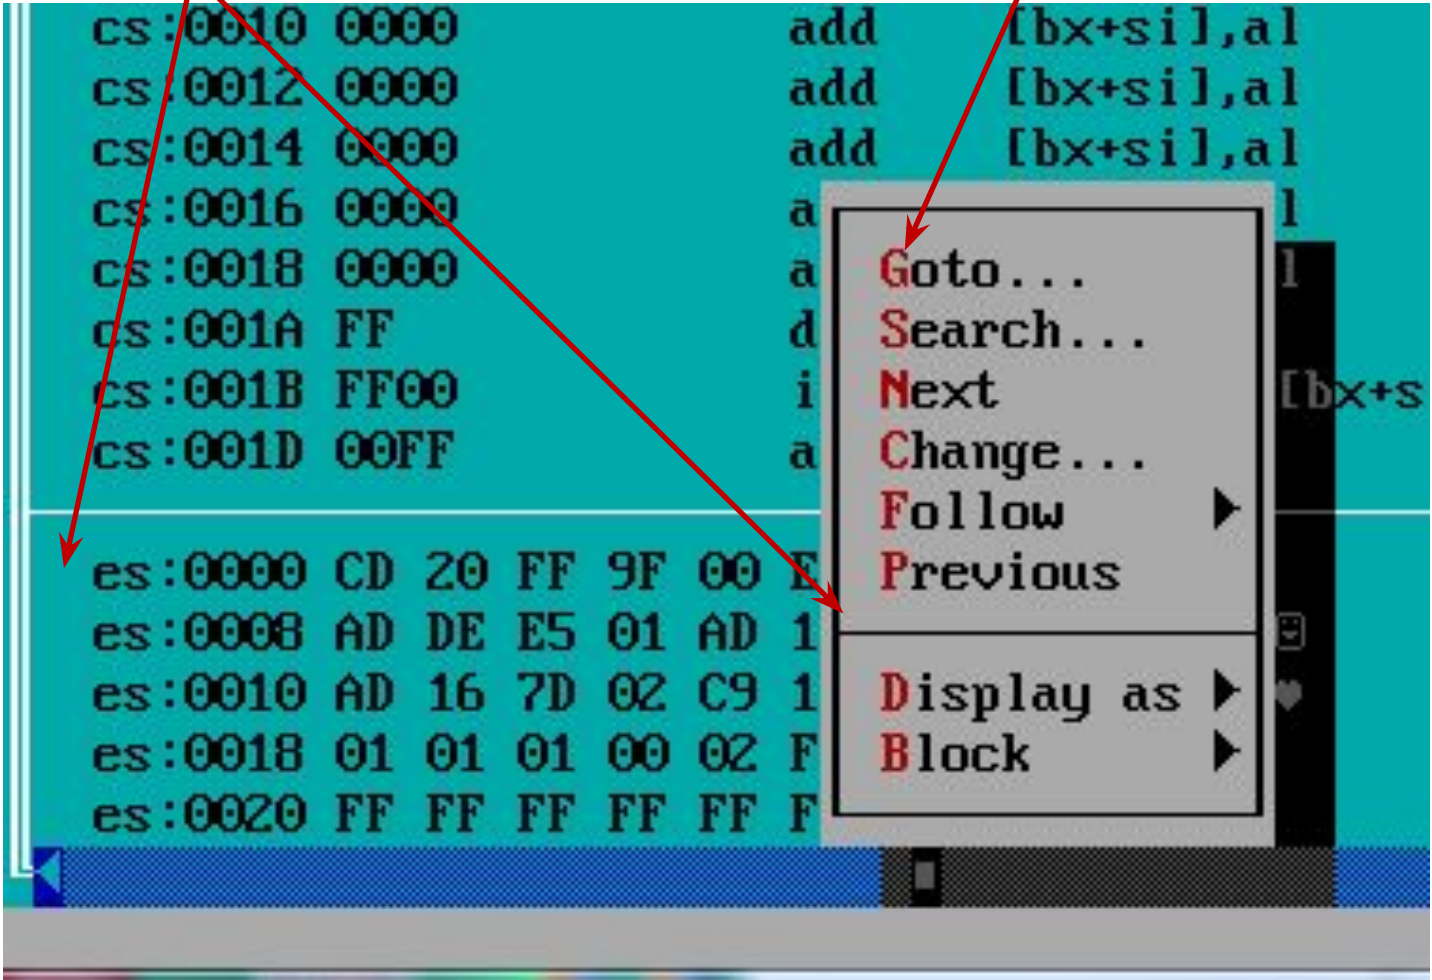 cs:0010 0000 add [bx+si],al
cs:0012 0000 add [bx+si],al
cs:0014 0000 add [bx+si],al
cs:0016 0000 a l
cs:0018 0000 a l
cs:001A FF d
cs:001B FF00 i [bx+s
cs:001D 00FF a
Goto...
Search...
Next
Change...
Follow ►
Previous
Display as ►
Block ►
es:0000 CD 20 FF 9F 00 E
es:0008 AD DE E5 01 AD 1 ☻
es:0010 AD 16 7D 02 C9 1 ♥
es:0018 01 01 01 00 02 F
es:0020 FF FF FF FF FF F